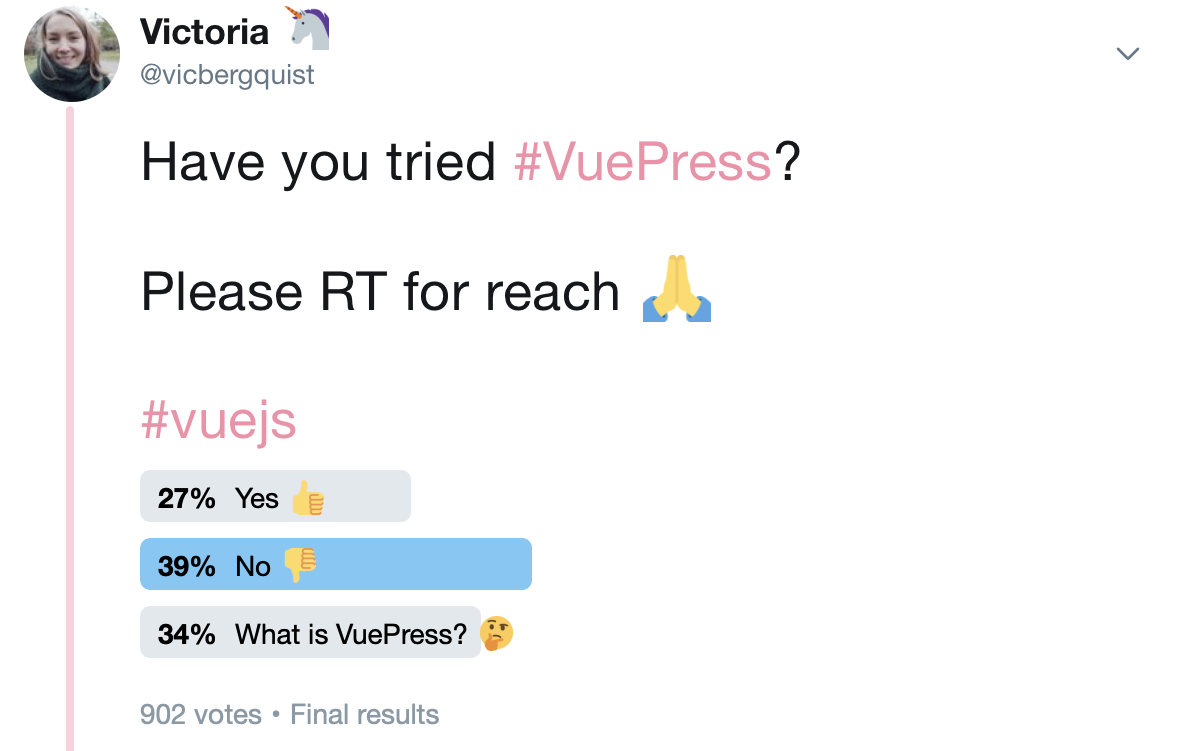 Victoria 🦄
@vicbergquist
Have you tried #VuePress?
Please RT for reach 🙏
#vuejs
27% Yes 👍
39% No 👎
34% What is VuePress? 🤔
902 votes • Final results